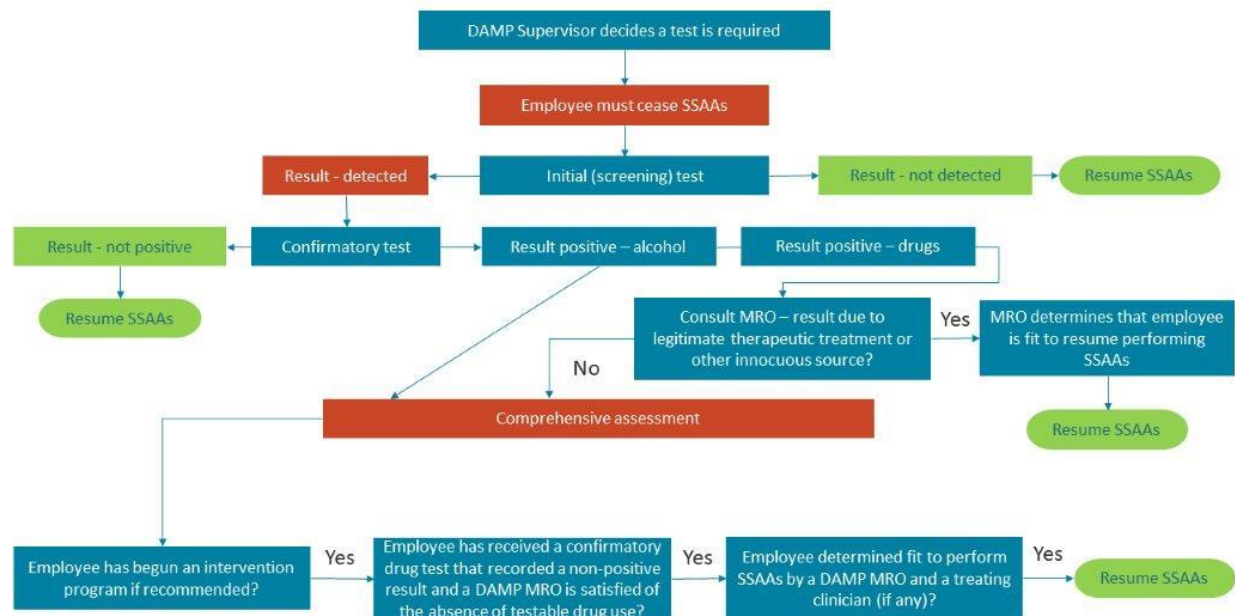 DAMP Supervisor decides a test is required
Employee must cease SSAAs
Result - detected
Initial (screening) test
Result - not detected
Resume SSAAs
Result - not positive
Confirmatory test
Result positive – alcohol
Result positive – drugs
Resume SSAAs
Consult MRO – result due to
legitimate therapeutic treatment or
other innocuous source?
Yes
MRO determines that employee
is fit to resume performing
SSAAs
No
Comprehensive assessment
Resume SSAAs
Employee has begun an intervention
program if recommended?
Yes
Employee has received a confirmatory
drug test that recorded a non-positive
result and a DAMP MRO is satisfied of
the absence of testable drug use?
Yes
Employee determined fit to perform
SSAAs by a DAMP MRO and a treating
clinician (if any)?
Yes
Resume SSAAs